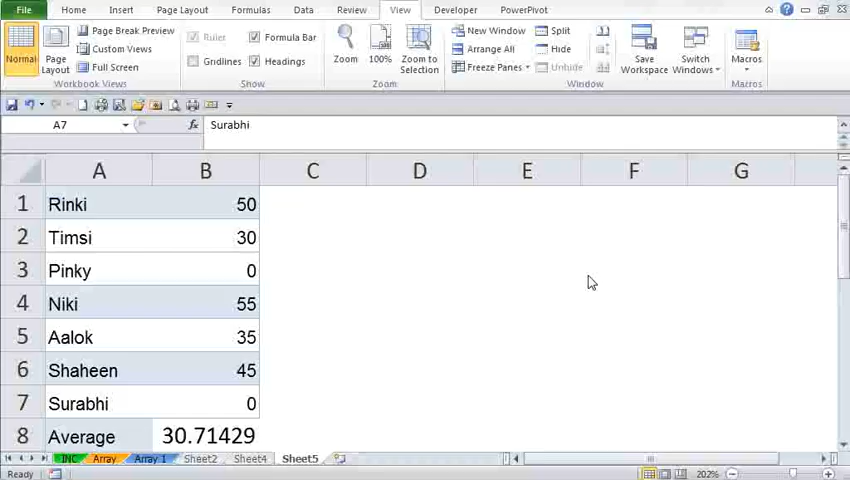 File Home Insert Page Layout Formulas Data Review View Developer PowerPivot
Normal Page Layout Page Break Preview Custom Views Full Screen
Workbook Views
Ruler Formula Bar
Gridlines Headings
Show
Zoom 100% Zoom to Selection
Zoom
New Window Split
Arrange All Hide
Freeze Panes Unhide
Save Workspace Switch Windows
Window
Macros
Macros
A7 fx Surabhi
A B C D E F G
1 Rinki 50
2 Timsi 30
3 Pinky 0
4 Niki 55
5 Aalok 35
6 Shaheen 45
7 Surabhi 0
8 Average 30.71429
INC Array Array 1 Sheet2 Sheet4 Sheet5
Ready 202%